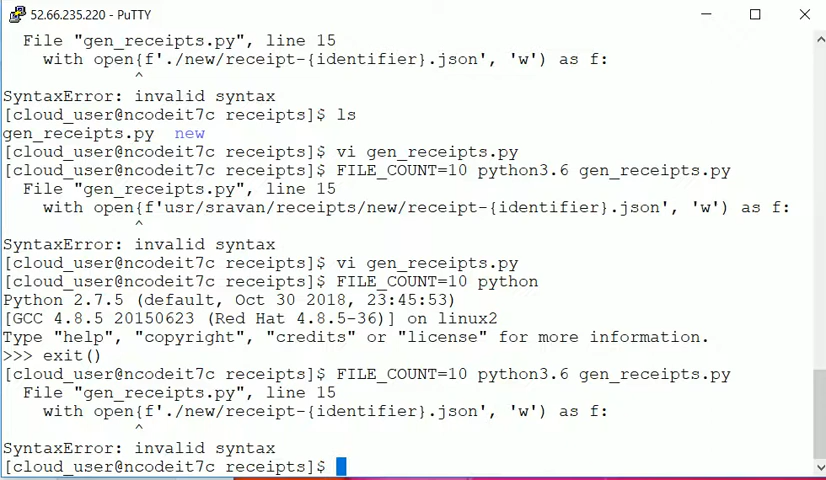 52.66.235.220 - PuTTY
File "gen_receipts.py", line 15
with open{f'./new/receipt-{identifier}.json', 'w') as f:
^
SyntaxError: invalid syntax
[cloud_user@ncodeit7c receipts]$ ls
gen_receipts.py  new
[cloud_user@ncodeit7c receipts]$ vi gen_receipts.py
[cloud_user@ncodeit7c receipts]$ FILE_COUNT=10 python3.6 gen_receipts.py
File "gen_receipts.py", line 15
with open{f'usr/sravan/receipts/new/receipt-{identifier}.json', 'w') as f:
^
SyntaxError: invalid syntax
[cloud_user@ncodeit7c receipts]$ vi gen_receipts.py
[cloud_user@ncodeit7c receipts]$ FILE_COUNT=10 python
Python 2.7.5 (default, Oct 30 2018, 23:45:53)
[GCC 4.8.5 20150623 (Red Hat 4.8.5-36)] on linux2
Type "help", "copyright", "credits" or "license" for more information.
>>> exit()
[cloud_user@ncodeit7c receipts]$ FILE_COUNT=10 python3.6 gen_receipts.py
File "gen_receipts.py", line 15
with open{f'./new/receipt-{identifier}.json', 'w') as f:
^
SyntaxError: invalid syntax
[cloud_user@ncodeit7c receipts]$